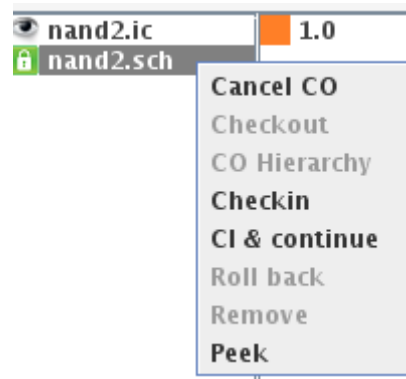 nand2.ic 1.0
nand2.sch
Cancel CO
Checkout
CO Hierarchy
Checkin
CI & continue
Roll back
Remove
Peek